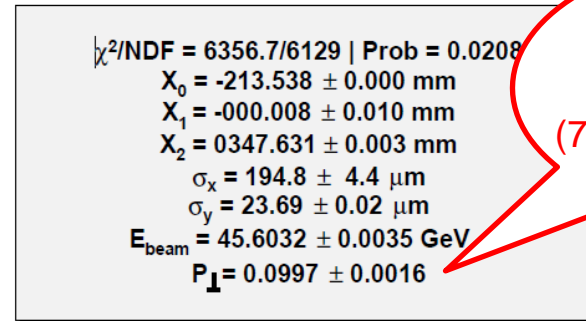 χ²/NDF = 6356.7/6129 | Prob = 0.0208
X₀ = -213.538 ± 0.000 mm
X₁ = -000.008 ± 0.010 mm
(7
X₂ = 0347.631 ± 0.003 mm
σₓ = 194.8 ± 4.4 μm
σᵧ = 23.69 ± 0.02 μm
E_beam = 45.6032 ± 0.0035 GeV
P⊥= 0.0997 ± 0.0016